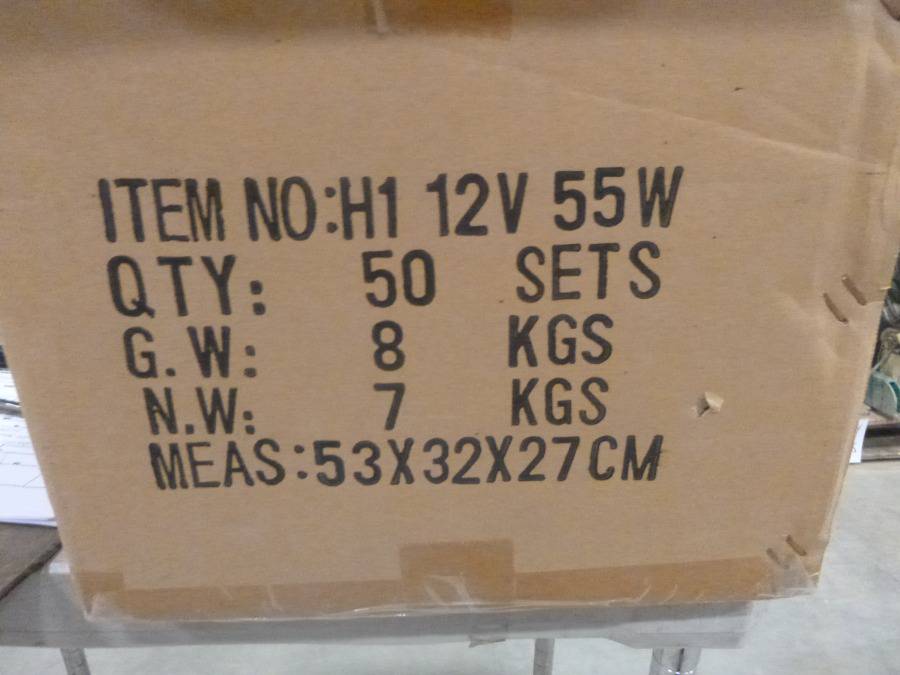 ITEM NO:H1 12V 55W
QTY: 50 SETS
G.W: 8 KGS
N.W: 7 KGS
MEAS:53X32X27CM